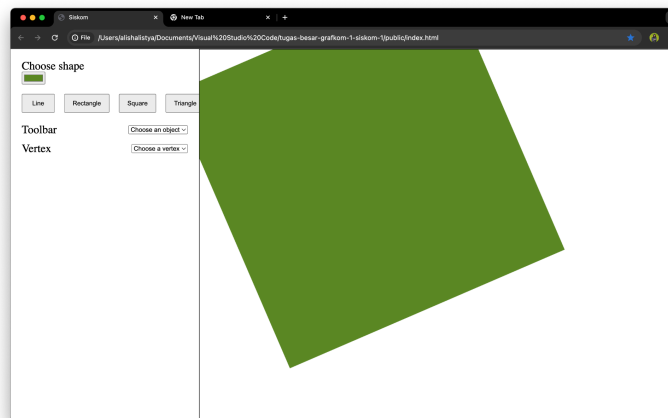 Siskom
New Tab
File /Users/alishalistya/Documents/Visual%20Studio%20Code/tugas-besar-grafkom-1-siskom-1/public/index.html
Choose shape
Line Rectangle Square Triangle
Toolbar Choose an object
Vertex Choose a vertex